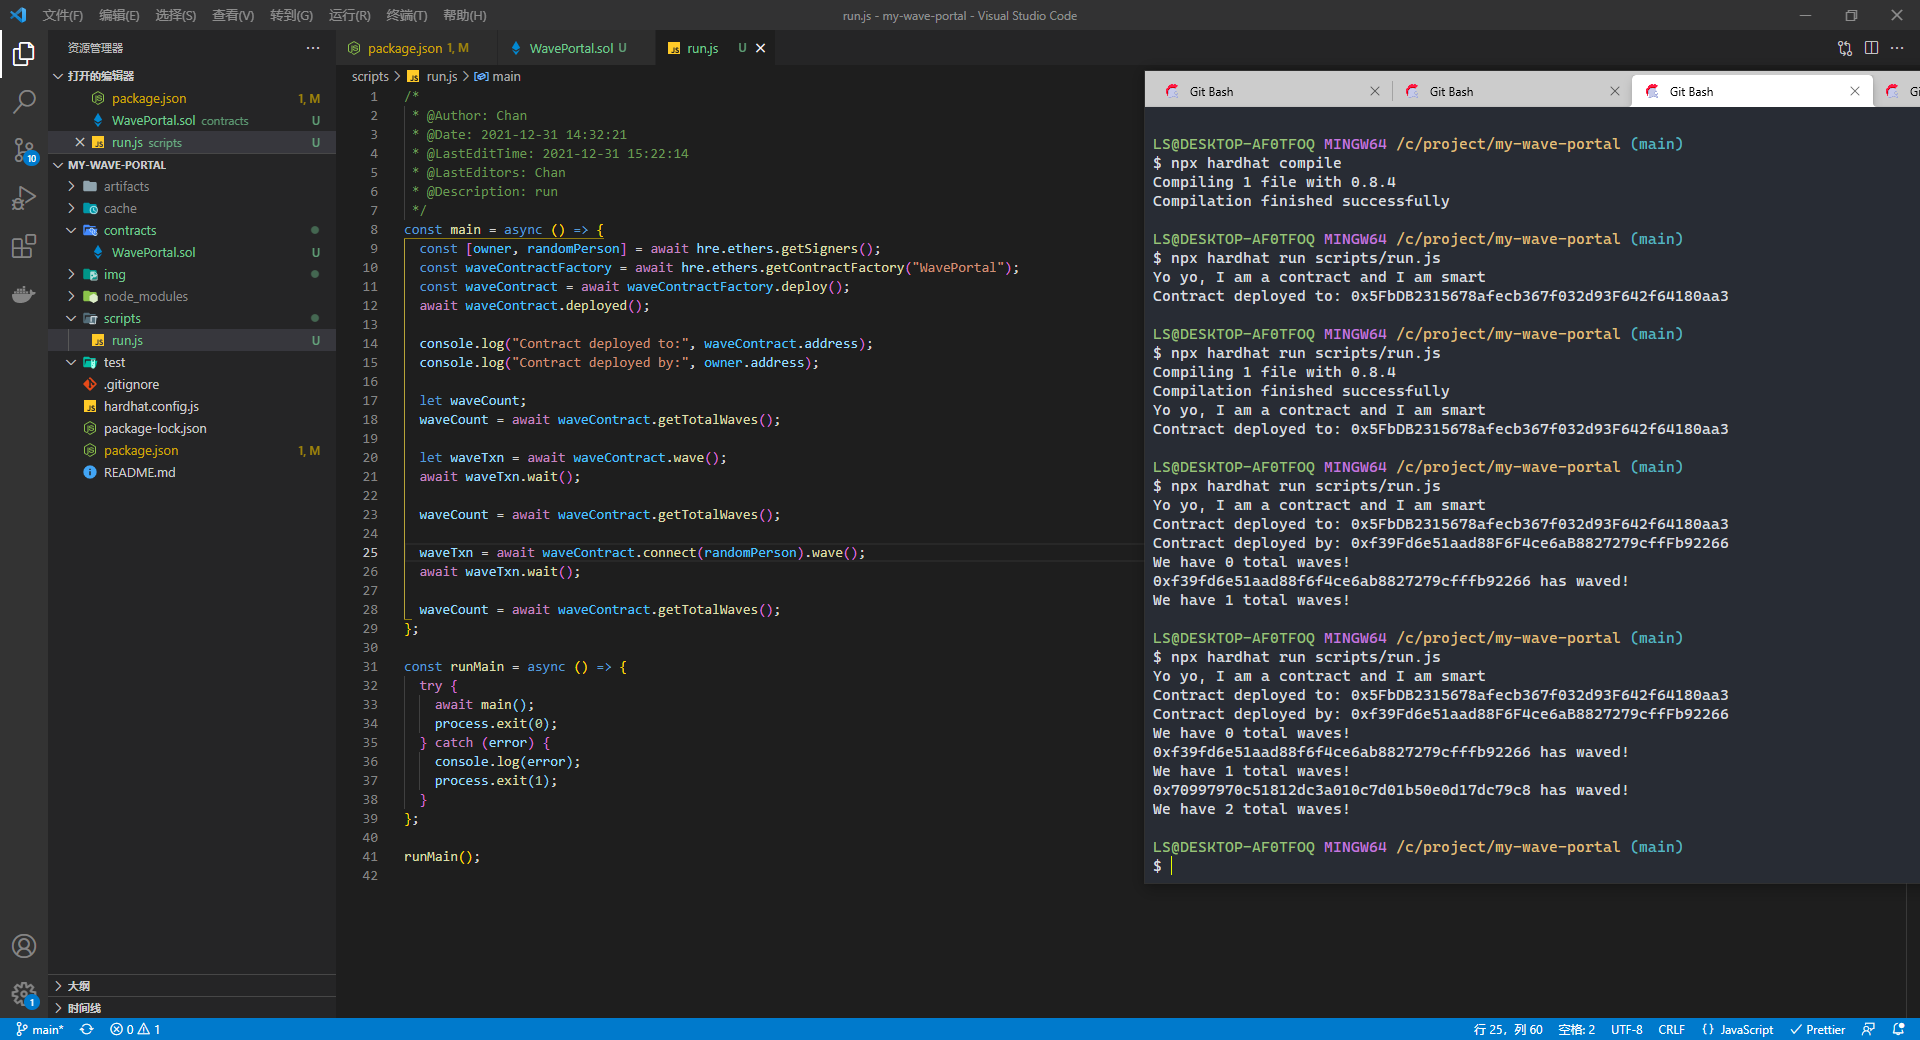 文件(F) 编辑(E) 选择(S) 查看(V) 转到(G) 运行(R) 终端(T) 帮助(H)
run.js - my-wave-portal - Visual Studio Code
资源管理器
打开的编辑器
package.json 1, M
WavePortal.sol contracts U
run.js scripts U
MY-WAVE-PORTAL
artifacts
cache
contracts
WavePortal.sol U
img
node_modules
scripts
run.js U
test
.gitignore
hardhat.config.js
package-lock.json
package.json 1, M
README.md
大纲
时间线
10
1
package.json 1, M
WavePortal.sol U
run.js U
scripts > run.js > main
1 /*
2 * @Author: Chan
3 * @Date: 2021-12-31 14:32:21
4 * @LastEditTime: 2021-12-31 15:22:14
5 * @LastEditors: Chan
6 * @Description: run
7 */
8 const main = async () => {
9 const [owner, randomPerson] = await hre.ethers.getSigners();
10 const waveContractFactory = await hre.ethers.getContractFactory("WavePortal");
11 const waveContract = await waveContractFactory.deploy();
12 await waveContract.deployed();
13
14 console.log("Contract deployed to:", waveContract.address);
15 console.log("Contract deployed by:", owner.address);
16
17 let waveCount;
18 waveCount = await waveContract.getTotalWaves();
19
20 let waveTxn = await waveContract.wave();
21 await waveTxn.wait();
22
23 waveCount = await waveContract.getTotalWaves();
24
25 waveTxn = await waveContract.connect(randomPerson).wave();
26 await waveTxn.wait();
27
28 waveCount = await waveContract.getTotalWaves();
29 };
30
31 const runMain = async () => {
32 try {
33 await main();
34 process.exit(0);
35 } catch (error) {
36 console.log(error);
37 process.exit(1);
38 }
39 };
40
41 runMain();
42
Git Bash
Git Bash
Git Bash
Gi
LS@DESKTOP-AF0TFOQ MINGW64 /c/project/my-wave-portal (main)
$ npx hardhat compile
Compiling 1 file with 0.8.4
Compilation finished successfully
LS@DESKTOP-AF0TFOQ MINGW64 /c/project/my-wave-portal (main)
$ npx hardhat run scripts/run.js
Yo yo, I am a contract and I am smart
Contract deployed to: 0x5FbDB2315678afecb367f032d93F642f64180aa3
LS@DESKTOP-AF0TFOQ MINGW64 /c/project/my-wave-portal (main)
$ npx hardhat run scripts/run.js
Compiling 1 file with 0.8.4
Compilation finished successfully
Yo yo, I am a contract and I am smart
Contract deployed to: 0x5FbDB2315678afecb367f032d93F642f64180aa3
LS@DESKTOP-AF0TFOQ MINGW64 /c/project/my-wave-portal (main)
$ npx hardhat run scripts/run.js
Yo yo, I am a contract and I am smart
Contract deployed to: 0x5FbDB2315678afecb367f032d93F642f64180aa3
Contract deployed by: 0xf39Fd6e51aad88F6F4ce6aB8827279cffFb92266
We have 0 total waves!
0xf39fd6e51aad88f6f4ce6ab8827279cfffb92266 has waved!
We have 1 total waves!
LS@DESKTOP-AF0TFOQ MINGW64 /c/project/my-wave-portal (main)
$ npx hardhat run scripts/run.js
Yo yo, I am a contract and I am smart
Contract deployed to: 0x5FbDB2315678afecb367f032d93F642f64180aa3
Contract deployed by: 0xf39Fd6e51aad88F6F4ce6aB8827279cffFb92266
We have 0 total waves!
0xf39fd6e51aad88f6f4ce6ab8827279cfffb92266 has waved!
We have 1 total waves!
0x70997970c51812dc3a010c7d01b50e0d17dc79c8 has waved!
We have 2 total waves!
LS@DESKTOP-AF0TFOQ MINGW64 /c/project/my-wave-portal (main)
$
main* 0 1
行 25，列 60 空格: 2 UTF-8 CRLF {} JavaScript Prettier